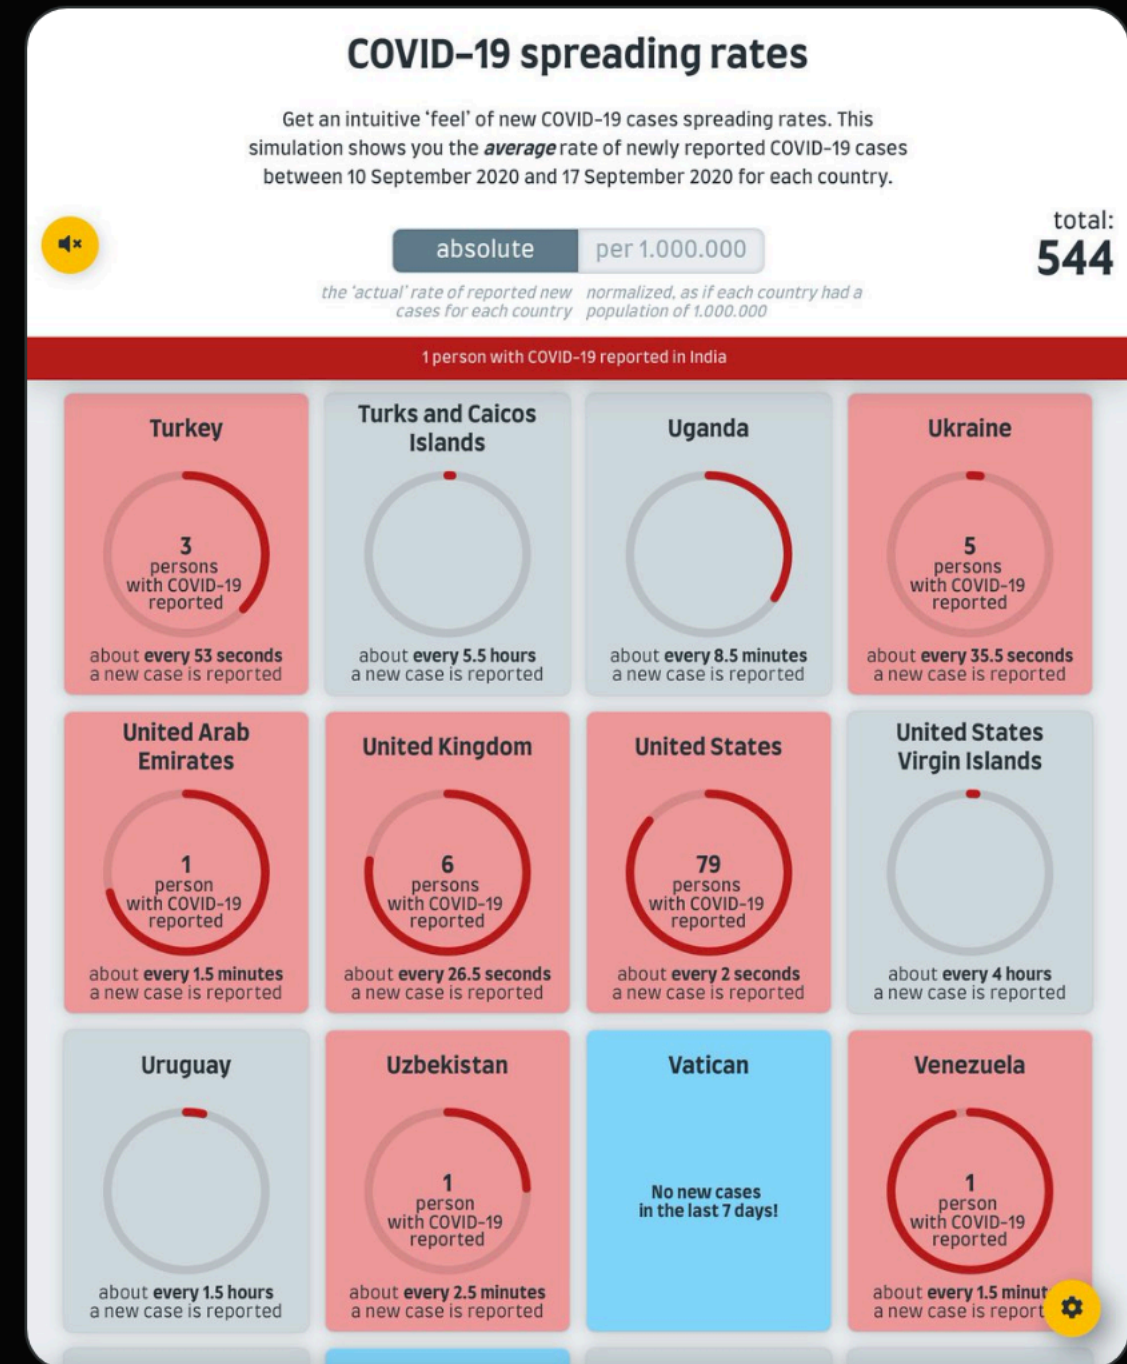 COVID-19 spreading rates
Get an intuitive ‘feel’ of new COVID-19 cases spreading rates. This
simulation shows you the average rate of newly reported COVID-19 cases
between 10 September 2020 and 17 September 2020 for each country.
total:
544
absolute
per 1.000.000
the ‘actual’ rate of reported new
cases for each country
normalized, as if each country had a
population of 1.000.000
1 person with COVID-19 reported in India
Turkey
3
persons
with COVID-19
reported
about every 53 seconds
a new case is reported
Turks and Caicos
Islands
about every 5.5 hours
a new case is reported
Uganda
about every 8.5 minutes
a new case is reported
Ukraine
5
persons
with COVID-19
reported
about every 35.5 seconds
a new case is reported
United Arab
Emirates
1
person
with COVID-19
reported
about every 1.5 minutes
a new case is reported
United Kingdom
6
persons
with COVID-19
reported
about every 26.5 seconds
a new case is reported
United States
79
persons
with COVID-19
reported
about every 2 seconds
a new case is reported
United States
Virgin Islands
about every 4 hours
a new case is reported
Uruguay
about every 1.5 hours
a new case is reported
Uzbekistan
1
person
with COVID-19
reported
about every 2.5 minutes
a new case is reported
Vatican
No new cases
in the last 7 days!
Venezuela
1
person
with COVID-19
reported
about every 1.5 minut
a new case is report